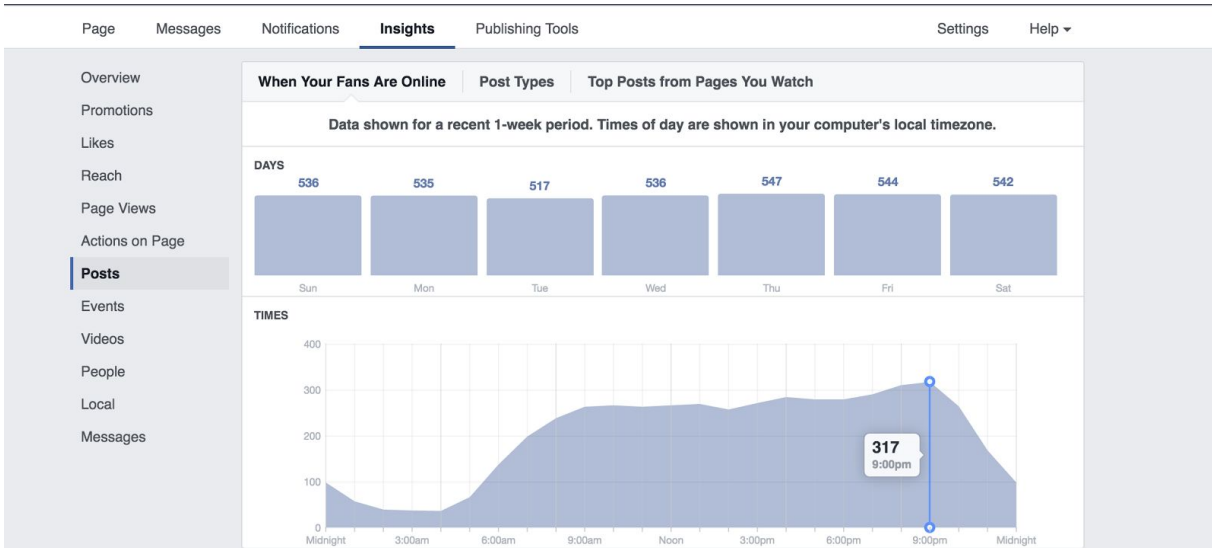 Page Messages Notifications Insights Publishing Tools Settings Help
Overview
Promotions
Likes
Reach
Page Views
Actions on Page
Posts
Events
Videos
People
Local
Messages
When Your Fans Are Online Post Types Top Posts from Pages You Watch
Data shown for a recent 1-week period. Times of day are shown in your computer's local timezone.
DAYS
536 535 517 536 547 544 542
Sun Mon Tue Wed Thu Fri Sat
TIMES
400
300
200
100
0
317
9:00pm
Midnight 3:00am 6:00am 9:00am Noon 3:00pm 6:00pm 9:00pm Midnight